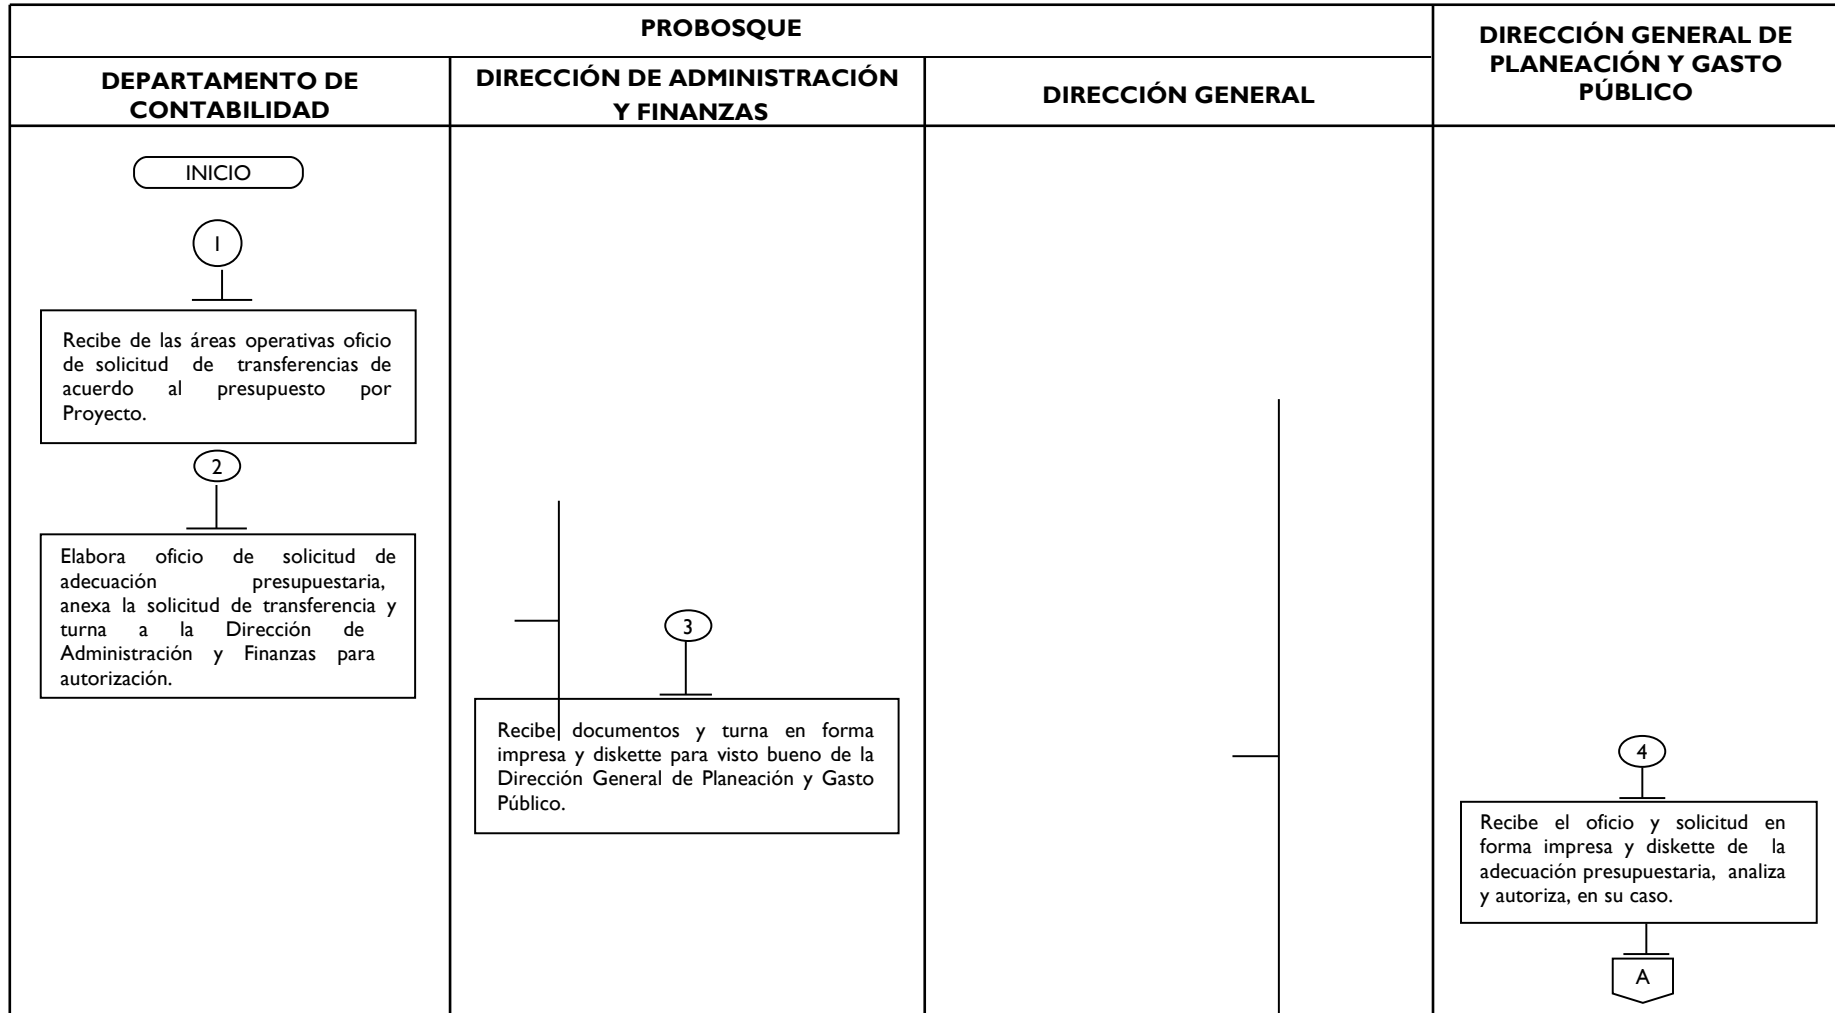 PROBOSQUE
DIRECCIÓN GENERAL DE
PLANEACIÓN Y GASTO
PÚBLICO
DEPARTAMENTO DE
CONTABILIDAD
DIRECCIÓN DE ADMINISTRACIÓN
Y FINANZAS
DIRECCIÓN GENERAL
INICIO
1
Recibe de las áreas operativas oficio
de solicitud de transferencias de
acuerdo al presupuesto por
Proyecto.
2
Elabora oficio de solicitud de
adecuación presupuestaria,
anexa la solicitud de transferencia y
turna a la Dirección de
Administración y Finanzas para
autorización.
3
Recibe documentos y turna en forma
impresa y diskette para visto bueno de la
Dirección General de Planeación y Gasto
Público.
4
Recibe el oficio y solicitud en
forma impresa y diskette de la
adecuación presupuestaria, analiza
y autoriza, en su caso.
A